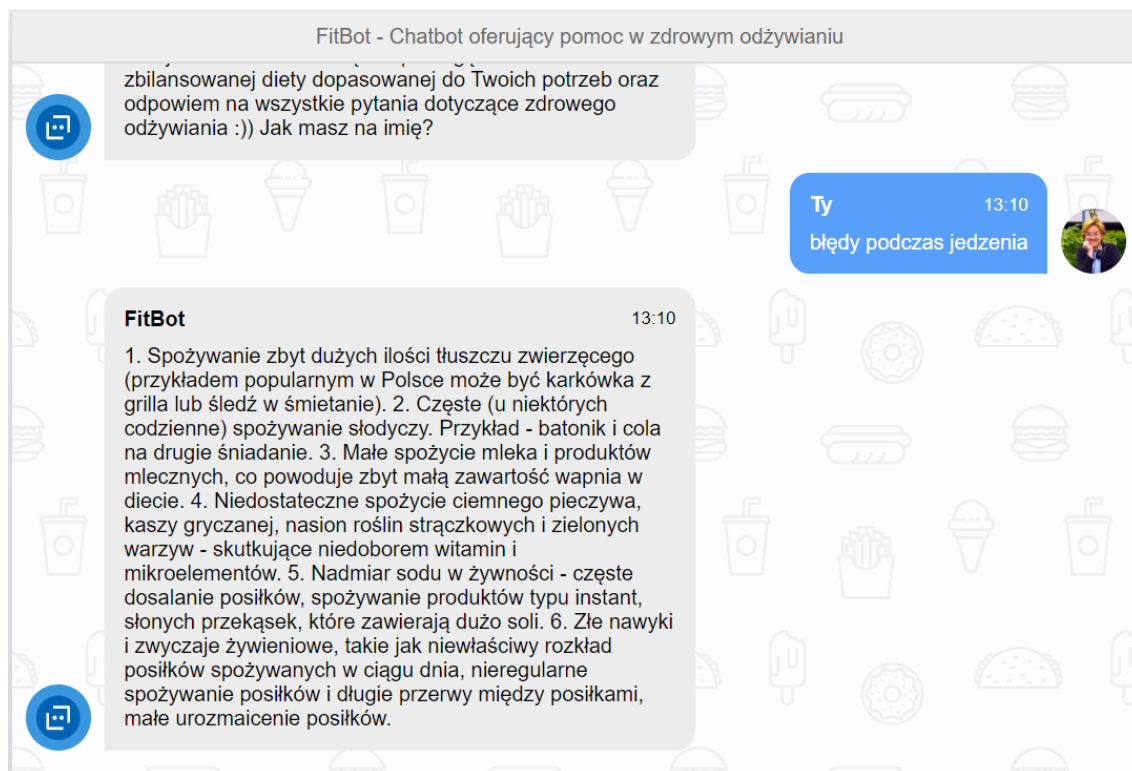 FitBot - Chatbot oferujący pomoc w zdrowym odżywianiu
zbilansowanej diety dopasowanej do Twoich potrzeb oraz
odpowiem na wszystkie pytania dotyczące zdrowego
odżywiania :)) Jak masz na imię?
Ty 13:10
błędy podczas jedzenia
FitBot 13:10
1. Spożywanie zbyt dużych ilości tłuszczu zwierzęcego
(przykładem popularnym w Polsce może być karkówka z
grilla lub śledź w śmietanie). 2. Częste (u niektórych
codzienne) spożywanie słodyczy. Przykład - batonik i cola
na drugie śniadanie. 3. Małe spożycie mleka i produktów
mlecznych, co powoduje zbyt małą zawartość wapnia w
diecie. 4. Niedostateczne spożycie ciemnego pieczywa,
kaszy gryczanej, nasion roślin strączkowych i zielonych
warzyw - skutkujące niedoborem witamin i
mikroelementów. 5. Nadmiar sodu w żywności - częste
dosalanie posiłków, spożywanie produktów typu instant,
słonych przekąsek, które zawierają dużo soli. 6. Złe nawyki
i zwyczaje żywieniowe, takie jak niewłaściwy rozkład
posiłków spożywanych w ciągu dnia, nieregularne
spożywanie posiłków i długie przerwy między posiłkami,
małe urozmaicenie posiłków.